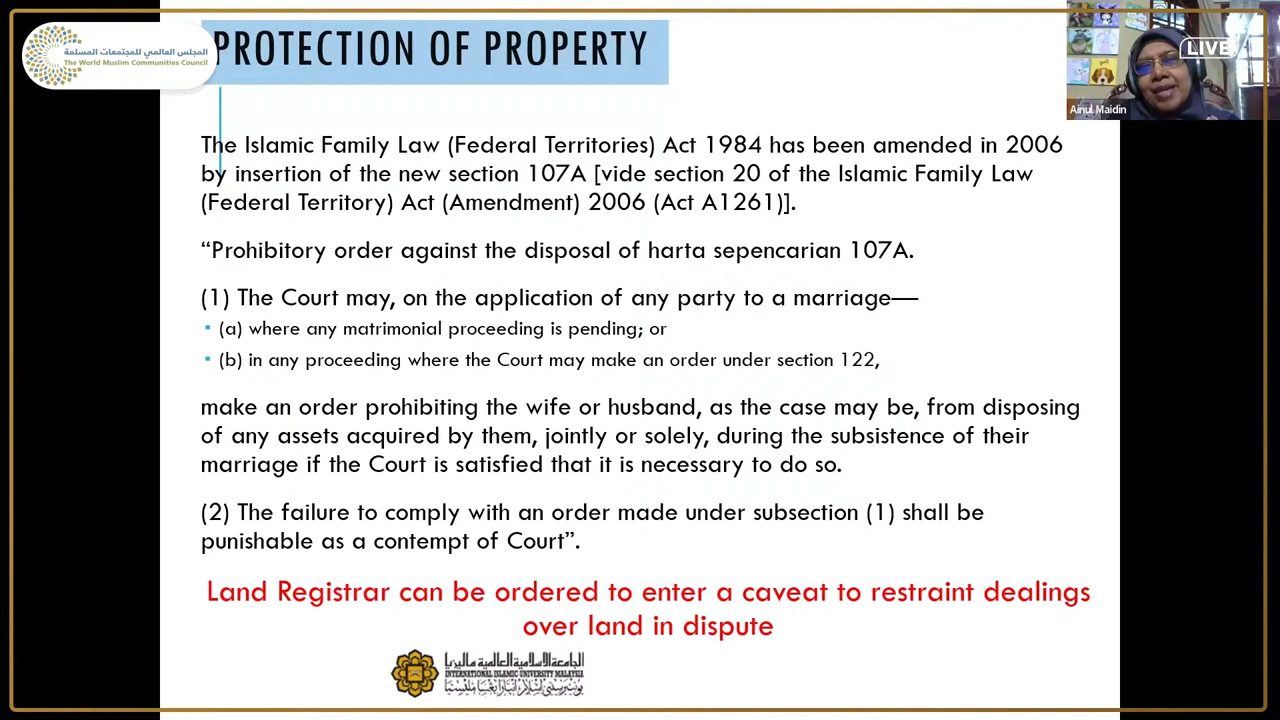 PROTECTION OF PROPERTY
المجلس العالمي للمجتمعات المسلمة
The World Muslim Communities Council
LIVE
Ainul Maidin
The Islamic Family Law (Federal Territories) Act 1984 has been amended in 2006
by insertion of the new section 107A [vide section 20 of the Islamic Family Law
(Federal Territory) Act (Amendment) 2006 (Act A1261)].
“Prohibitory order against the disposal of harta sepencarian 107A.
(1) The Court may, on the application of any party to a marriage—
(a) where any matrimonial proceeding is pending; or
(b) in any proceeding where the Court may make an order under section 122,
make an order prohibiting the wife or husband, as the case may be, from disposing
of any assets acquired by them, jointly or solely, during the subsistence of their
marriage if the Court is satisfied that it is necessary to do so.
(2) The failure to comply with an order made under subsection (1) shall be
punishable as a contempt of Court”.
Land Registrar can be ordered to enter a caveat to restraint dealings
over land in dispute
الجامعة الإسلامية العالمية ماليزيا
INTERNATIONAL ISLAMIC UNIVERSITY MALAYSIA